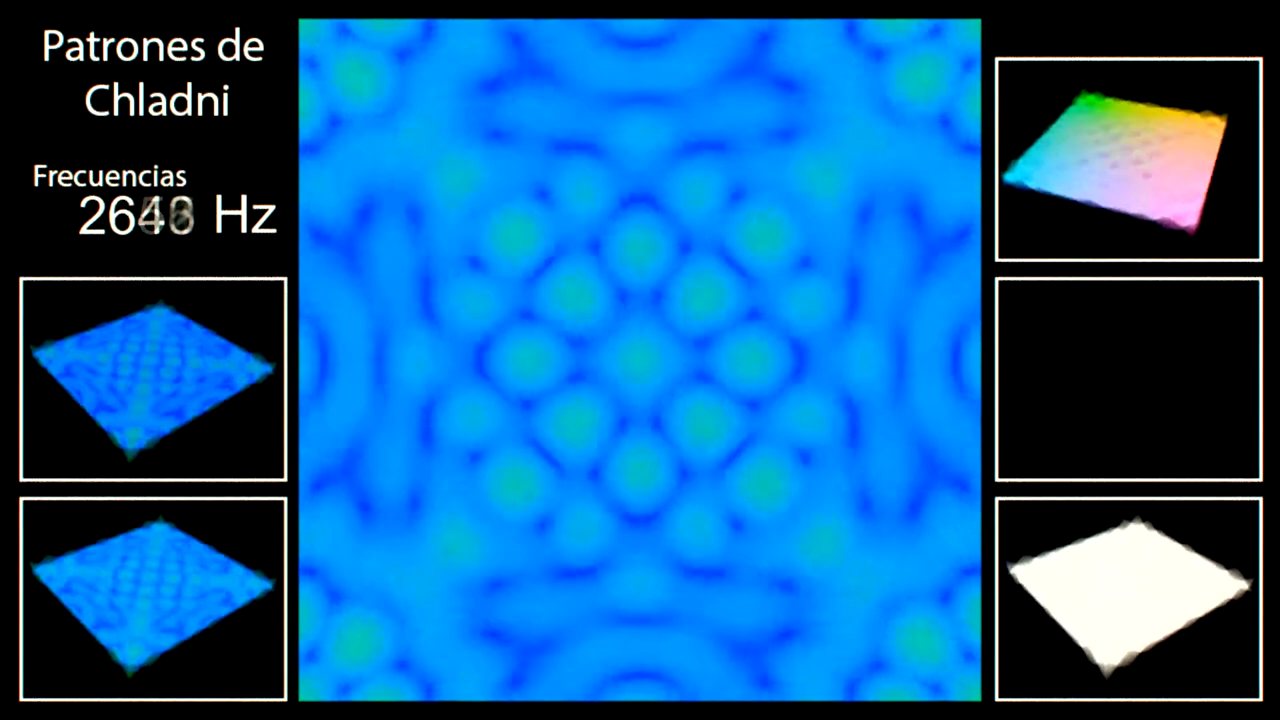 Patrones de
Chladni
Frecuencias
Hz